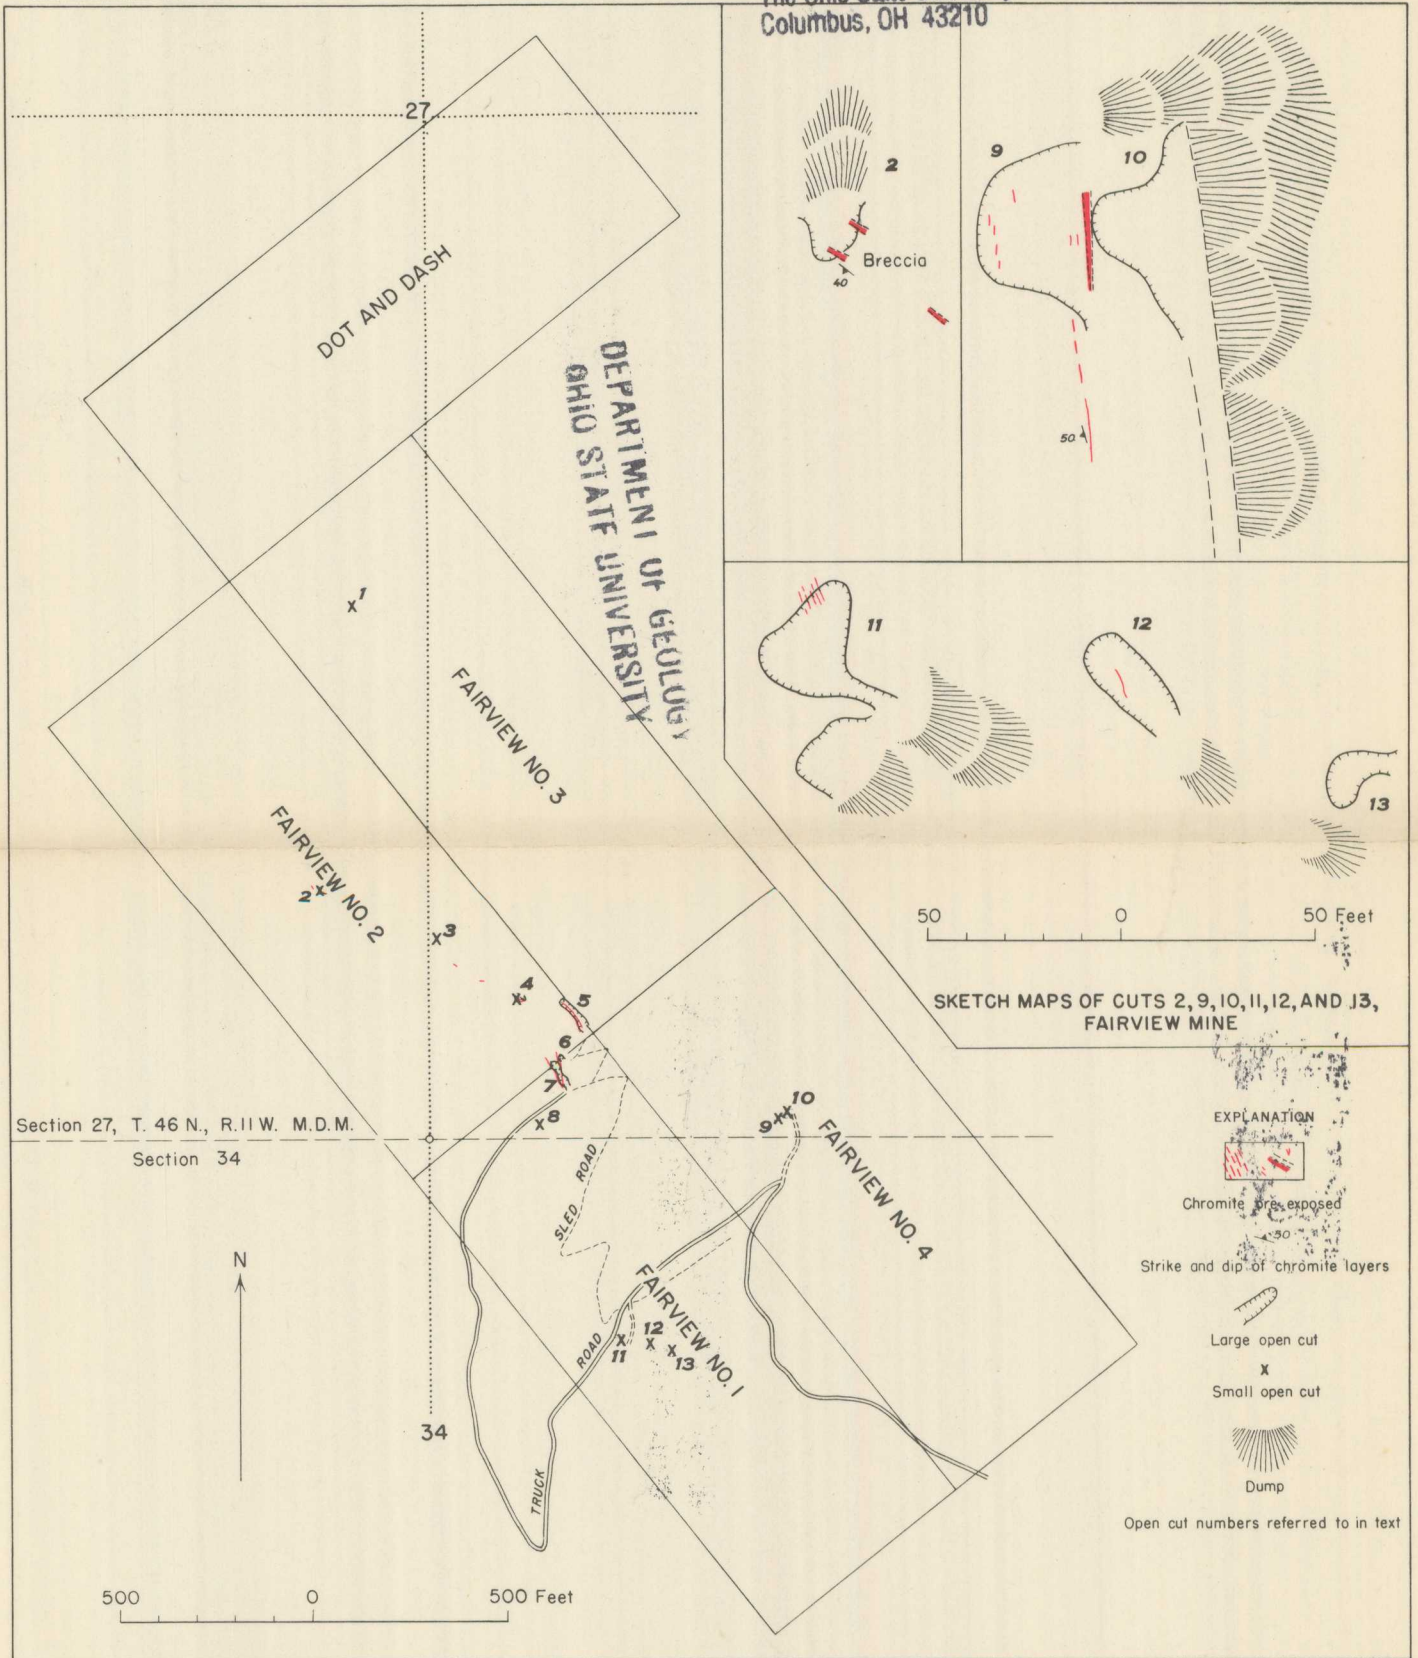 Columbus, OH 43210
27
DOT AND DASH
DEPARTMENT OF GEOLOGY
OHIO STATE UNIVERSITY
1
FAIRVIEW NO. 3
FAIRVIEW NO. 2
2
3
4
5
6
7
8
Section 27, T. 46 N., R. 11 W. M.D.M.
Section 34
9
10
FAIRVIEW NO. 4
SLED ROAD
FAIRVIEW NO. 1
11
12
13
TRUCK ROAD
34
N
500 0 500 Feet
2
Breccia
40
9
10
50
11
12
13
50 0 50 Feet
SKETCH MAPS OF CUTS 2, 9, 10, 11, 12, AND 13,
FAIRVIEW MINE
EXPLANATION
Chromite ore exposed
50
Strike and dip of chromite layers
Large open cut
x
Small open cut
Dump
Open cut numbers referred to in text